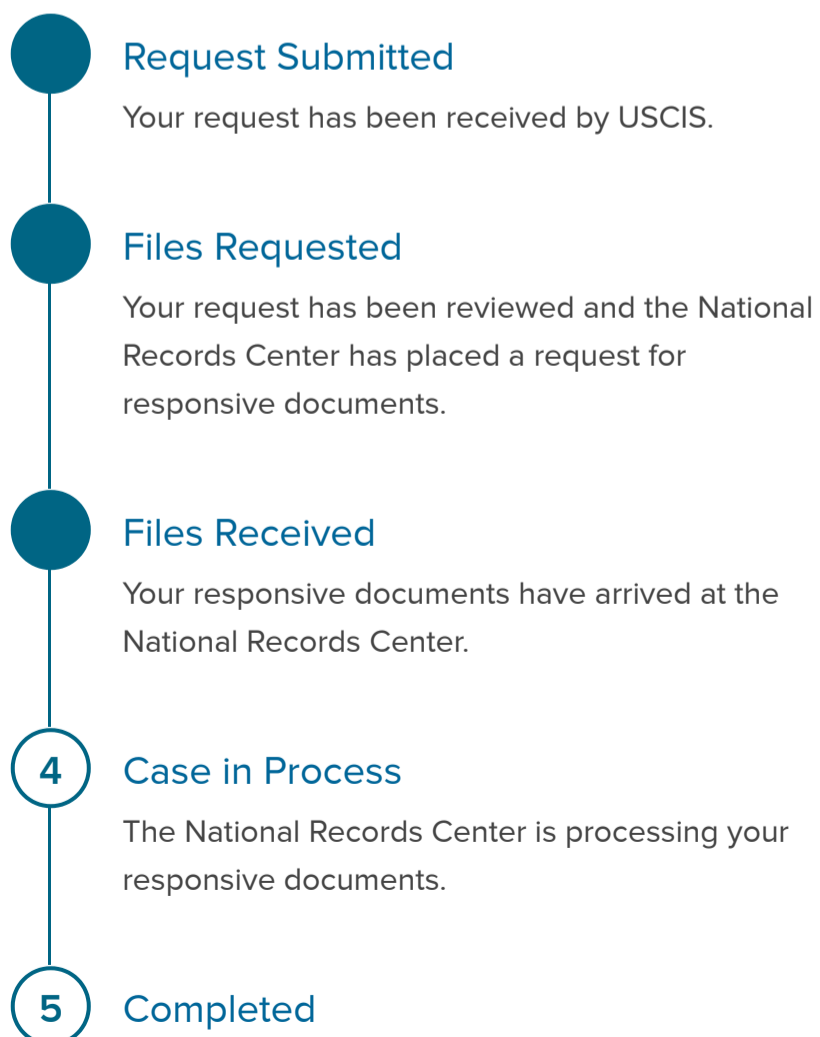 Request Submitted
Your request has been received by USCIS.
Files Requested
Your request has been reviewed and the National
Records Center has placed a request for
responsive documents.
Files Received
Your responsive documents have arrived at the
National Records Center.
4 Case in Process
The National Records Center is processing your
responsive documents.
5 Completed